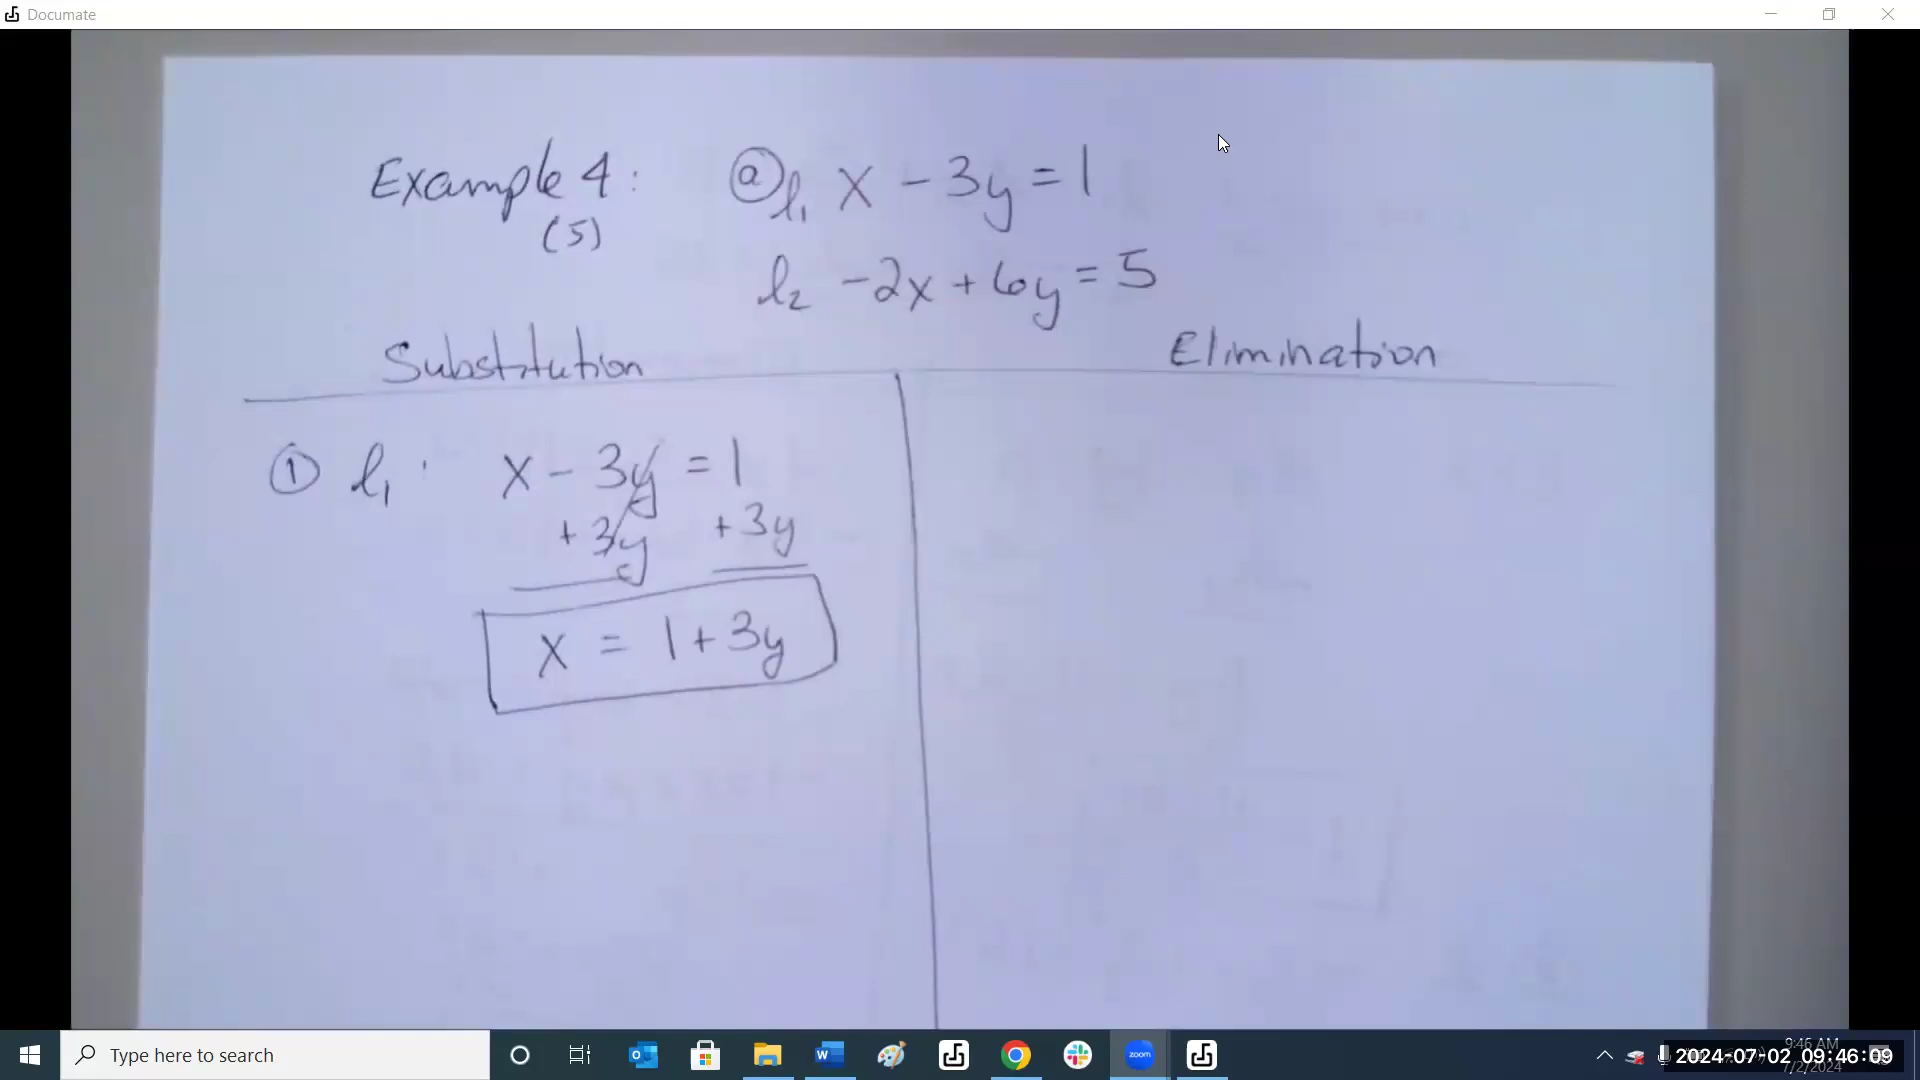 Documate
Example 4:
(5)
ⓐ l₁ x - 3y = 1
l₂ -2x + 6y = 5
Substitution
① l₁: x - 3y = 1
+3y +3y
x = 1 + 3y
Elimination
Type here to search
9:46 AM
7/2/2024
2024-07-02 09:46:09
zoom